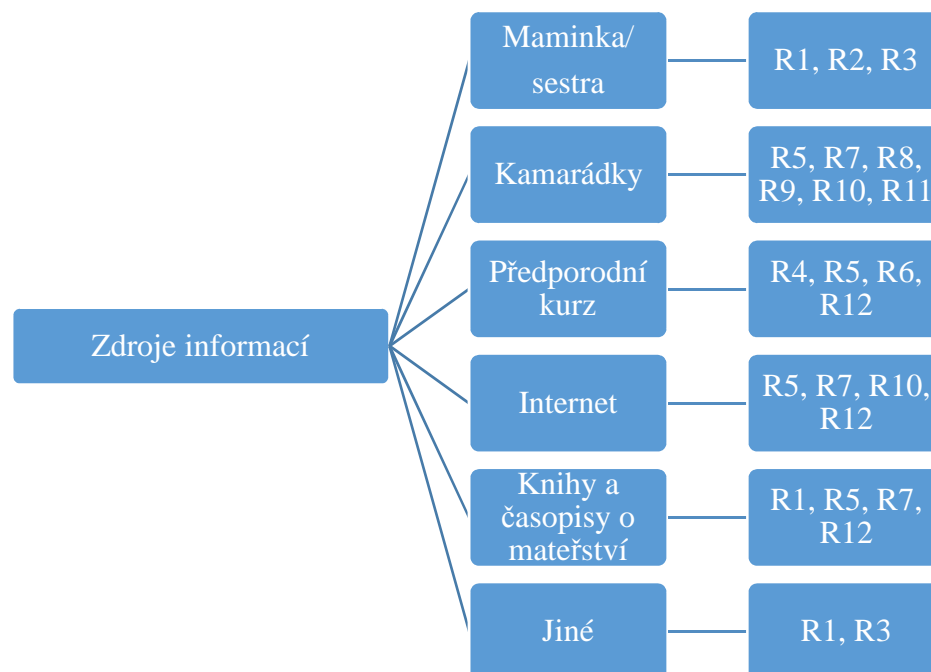 Zdroje informací
Maminka/
sestra
R1, R2, R3
Kamarádky
R5, R7, R8,
R9, R10, R11
Předporodní
kurz
R4, R5, R6,
R12
Internet
R5, R7, R10,
R12
Knihy a
časopisy o
mateřství
R1, R5, R7,
R12
Jiné
R1, R3